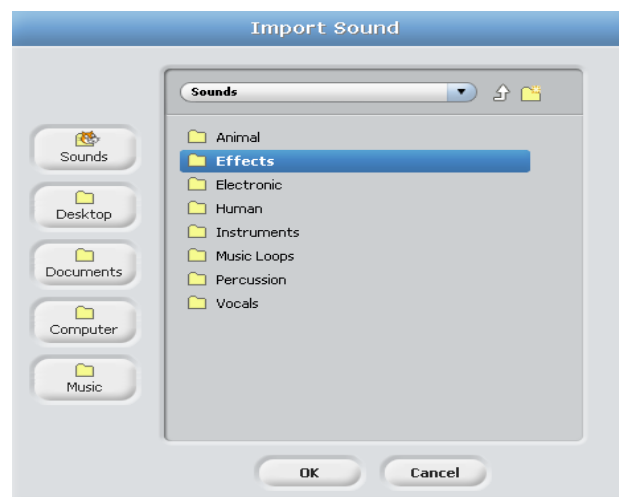 Import Sound
Sounds
Sounds
Desktop
Documents
Computer
Music
Animal
Effects
Electronic
Human
Instruments
Music Loops
Percussion
Vocals
OK
Cancel